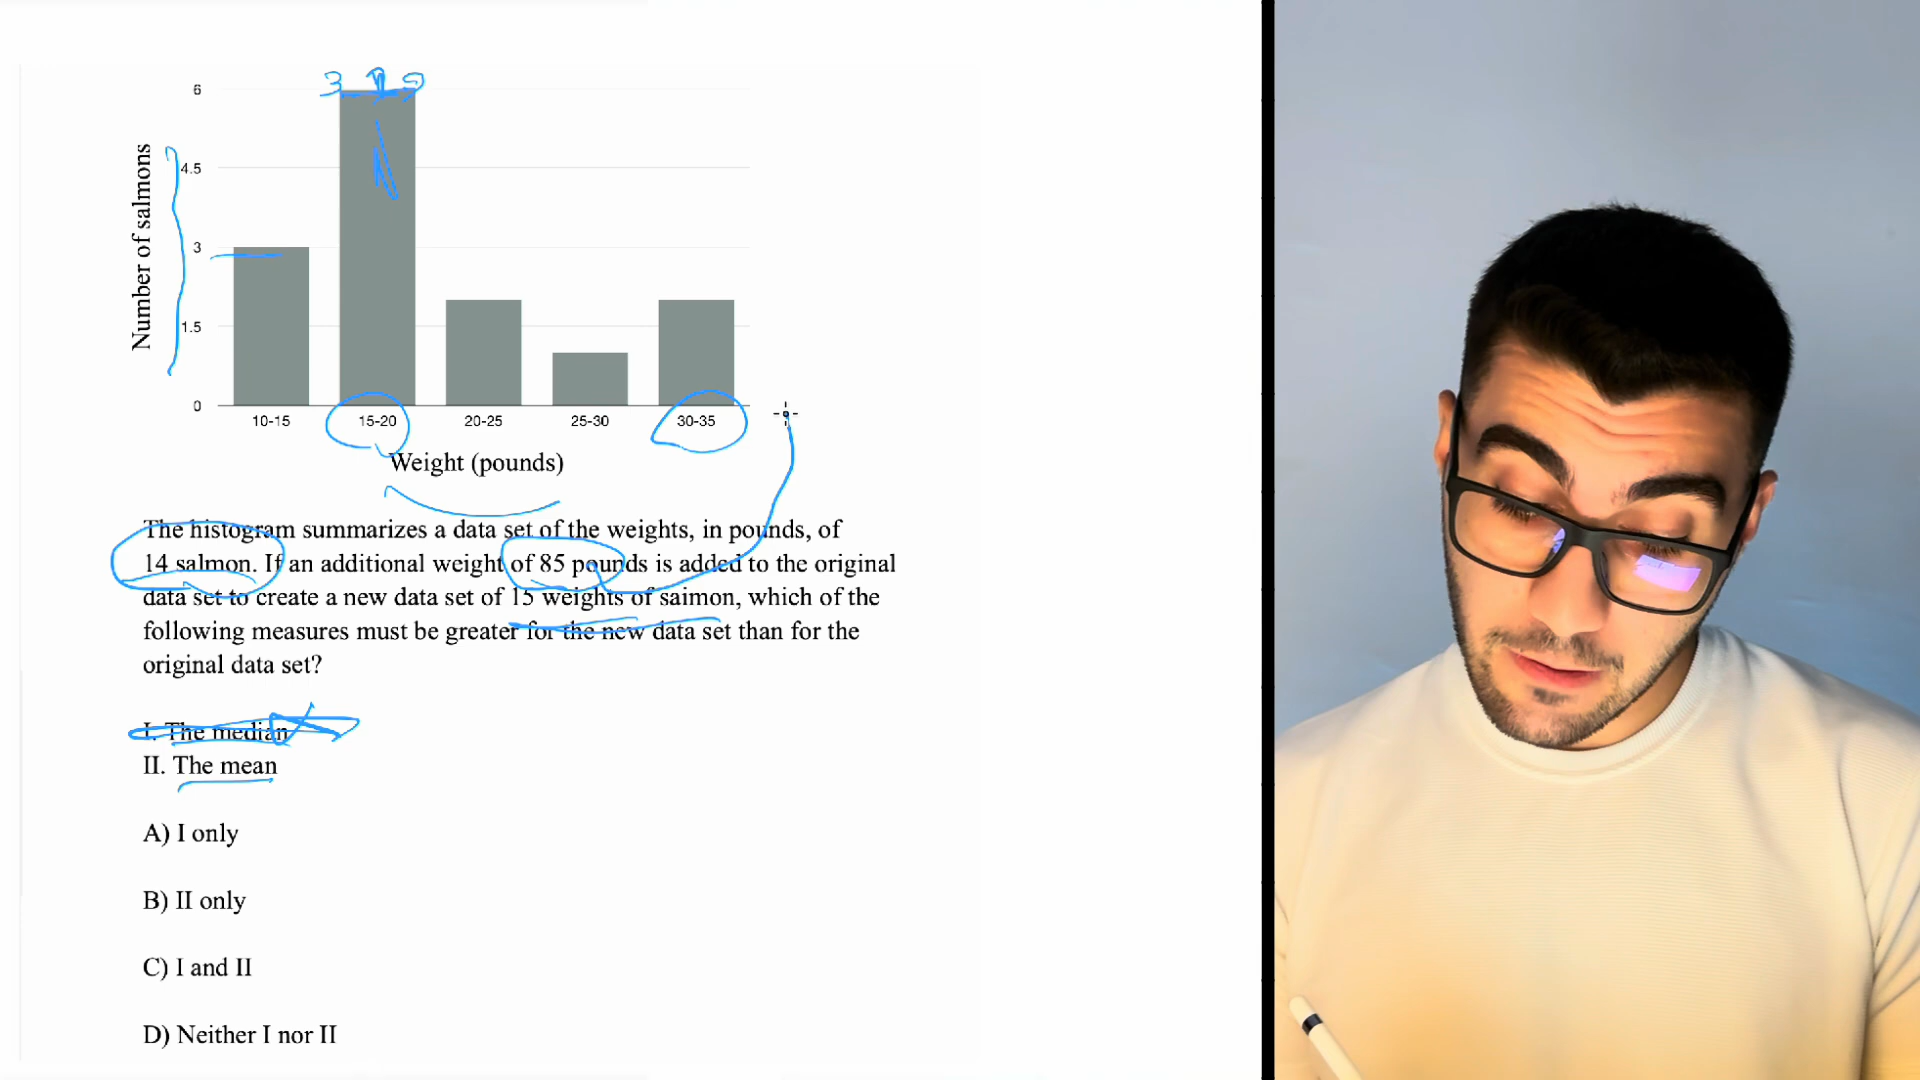 3 9
6
4.5
3
1.5
0
Number of salmons
10-15 15-20 20-25 25-30 30-35
Weight (pounds)
The histogram summarizes a data set of the weights, in pounds, of
14 salmon. If an additional weight of 85 pounds is added to the original
data set to create a new data set of 15 weights of salmon, which of the
following measures must be greater for the new data set than for the
original data set?
I. The median
II. The mean
A) I only
B) II only
C) I and II
D) Neither I nor II